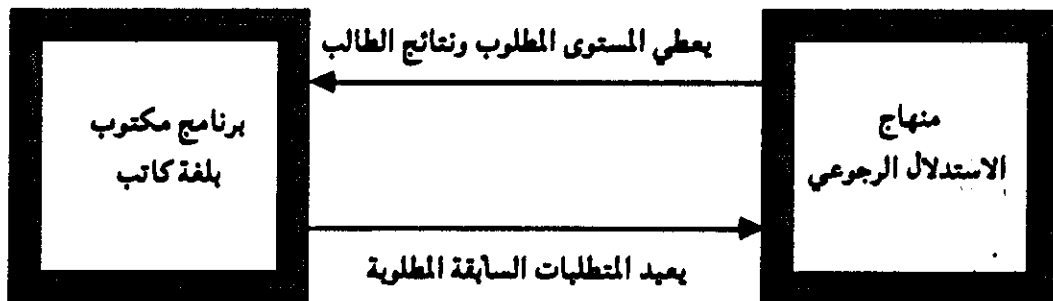 يعطي المستوى المطلوب ونتائج الطالب
منهاج
الاستدلال الرجوعي
برنامج مكتوب
بلغة كاتب
يعيد المتطلبات السابقة المطلوبة